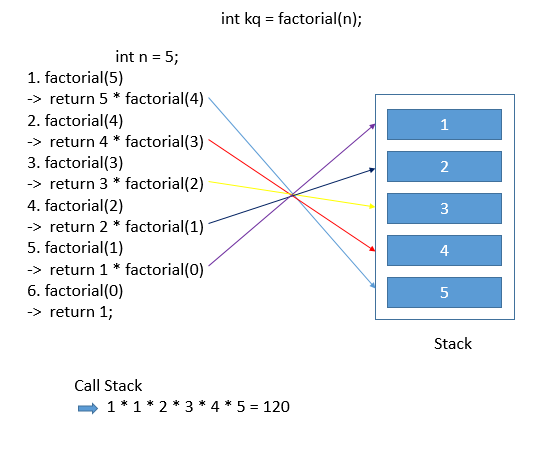 int kq = factorial(n);
int n = 5;
1. factorial(5)
-> return 5 * factorial(4)
2. factorial(4)
-> return 4 * factorial(3)
3. factorial(3)
-> return 3 * factorial(2)
4. factorial(2)
-> return 2 * factorial(1)
5. factorial(1)
-> return 1 * factorial(0)
6. factorial(0)
-> return 1;
1
2
3
4
5
Stack
Call Stack
1 * 1 * 2 * 3 * 4 * 5 = 120